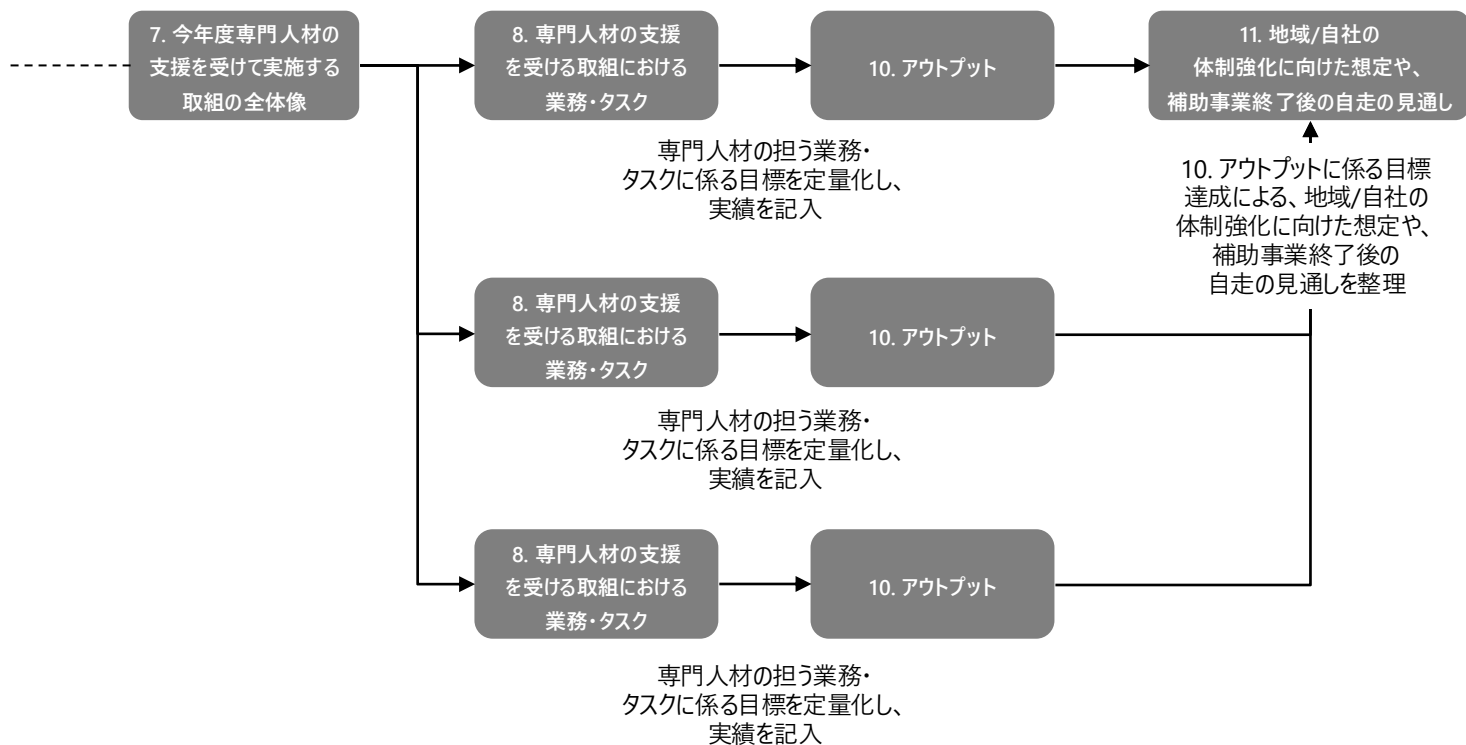 7. 今年度専門人材の
支援を受けて実施する
取組の全体像
8. 専門人材の支援
を受ける取組における
業務・タスク
10. アウトプット
11. 地域/自社の
体制強化に向けた想定や、
補助事業終了後の自走の見通し
専門人材の担う業務・
タスクに係る目標を定量化し、
実績を記入
10. アウトプットに係る目標
達成による、地域/自社の
体制強化に向けた想定や、
補助事業終了後の
自走の見通しを整理
8. 専門人材の支援
を受ける取組における
業務・タスク
10. アウトプット
専門人材の担う業務・
タスクに係る目標を定量化し、
実績を記入
8. 専門人材の支援
を受ける取組における
業務・タスク
10. アウトプット
専門人材の担う業務・
タスクに係る目標を定量化し、
実績を記入